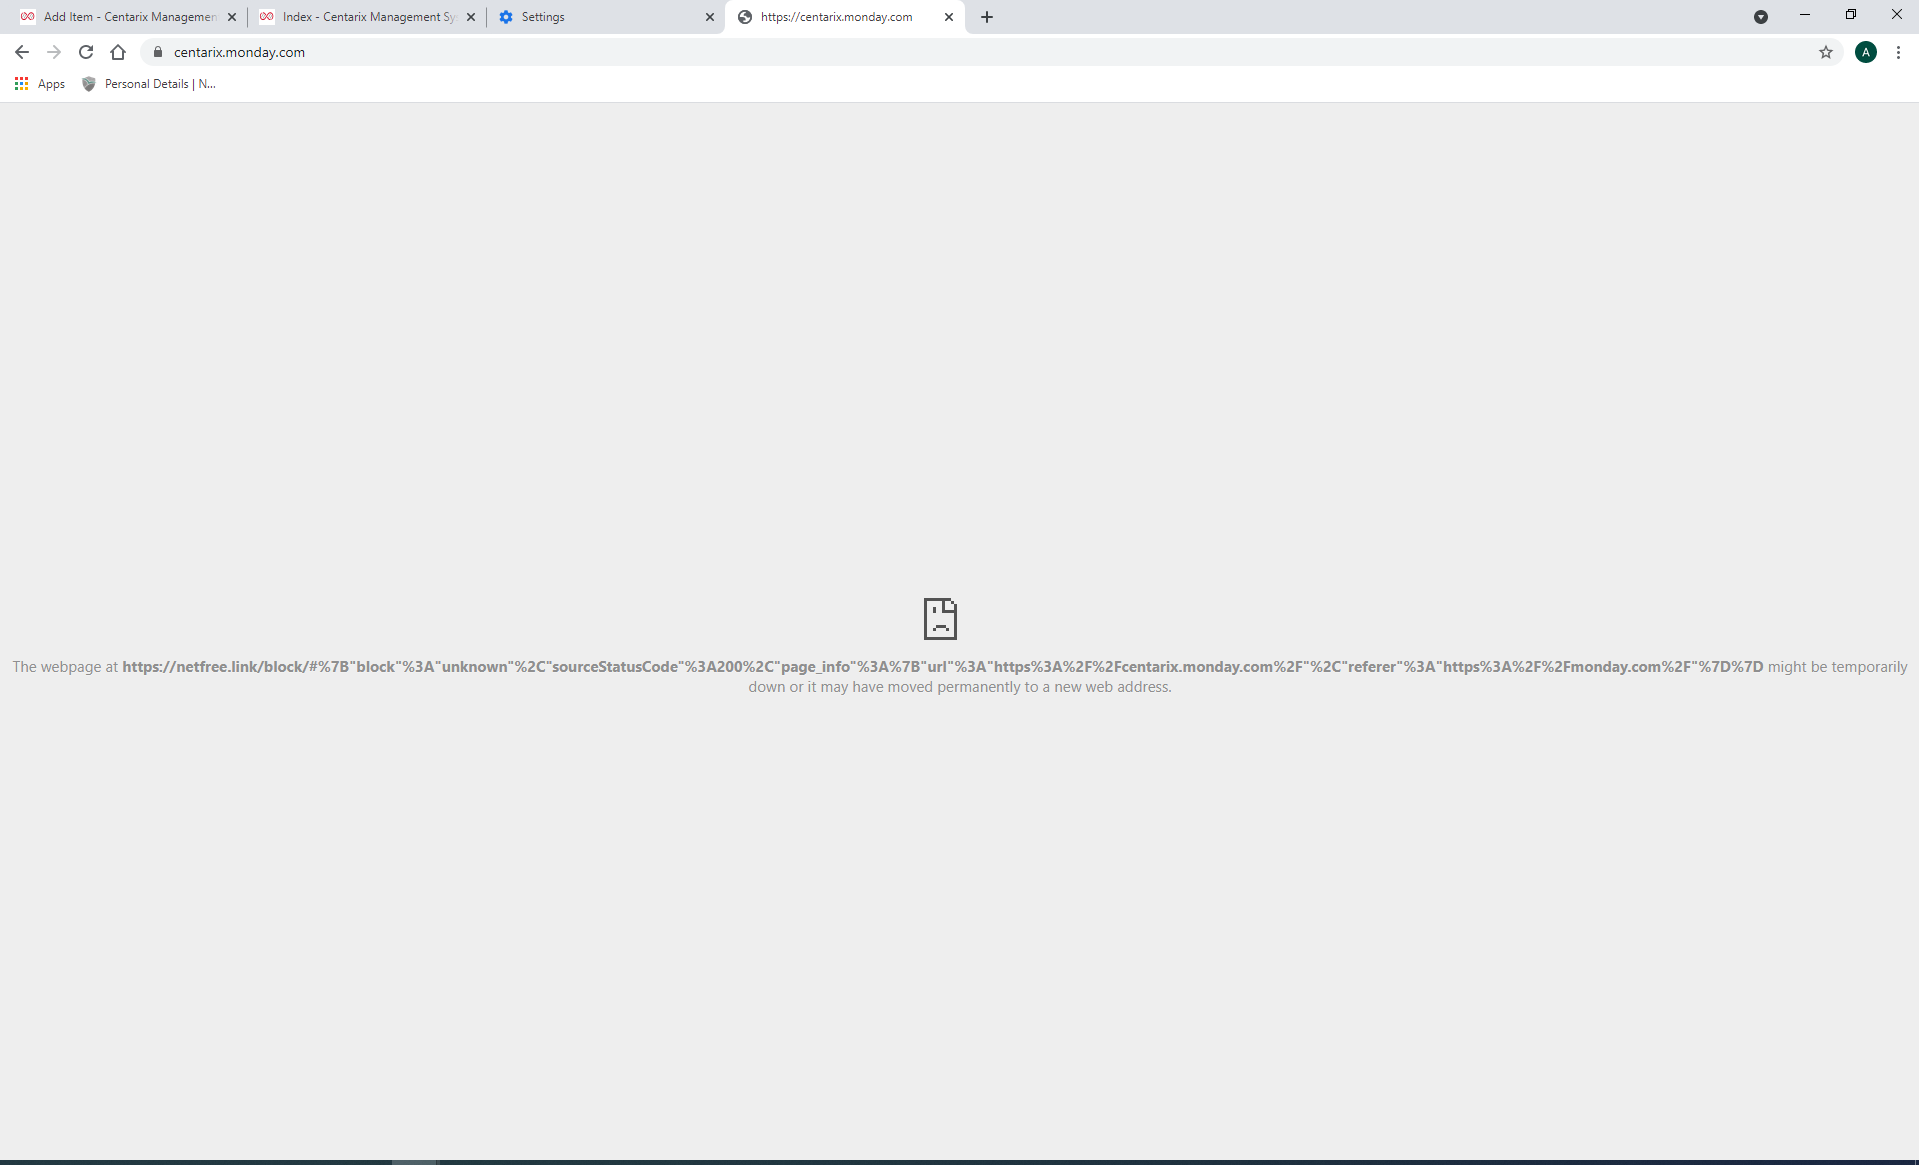 Add Item - Centarix Managemen
Index - Centarix Management Sy
Settings
https://centarix.monday.com
centarix.monday.com
A
Apps
Personal Details | N...
The webpage at https://netfree.link/block/#%7B"block"%3A"unknown"%2C"sourceStatusCode"%3A200%2C"page_info"%3A%7B"url"%3A"https%3A%2F%2Fcentarix.monday.com%2F"%2C"referer"%3A"https%3A%2F%2Fmonday.com%2F"%7D%7D might be temporarily
down or it may have moved permanently to a new web address.